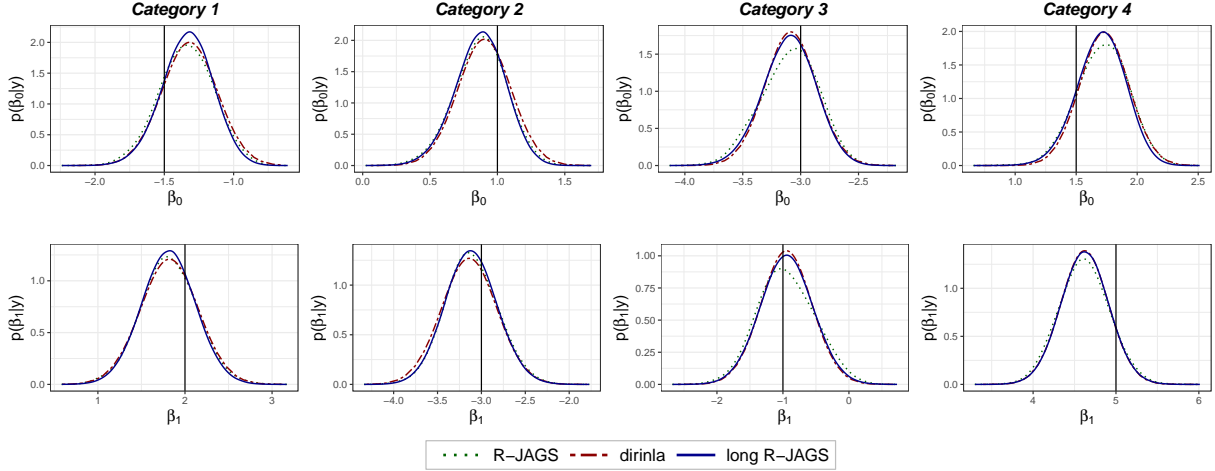 Category 1 Category 2 Category 3 Category 4
p(β0|y) 0.0 0.5 1.0 1.5 2.0
−2.0 −1.5 −1.0
β0
p(β0|y) 0.0 0.5 1.0 1.5 2.0
0.0 0.5 1.0 1.5
β0
p(β0|y) 0.0 0.5 1.0 1.5
−4.0 −3.5 −3.0 −2.5
β0
p(β0|y) 0.0 0.5 1.0 1.5 2.0
1.0 1.5 2.0 2.5
β0
p(β1|y) 0.0 0.5 1.0
1 2 3
β1
p(β1|y) 0.0 0.5 1.0
−4.0 −3.5 −3.0 −2.5 −2.0
β1
p(β1|y) 0.00 0.25 0.50 0.75 1.00
−2 −1 0
β1
p(β1|y) 0.0 0.5 1.0
4 5 6
β1
R−JAGS dirinla long R−JAGS